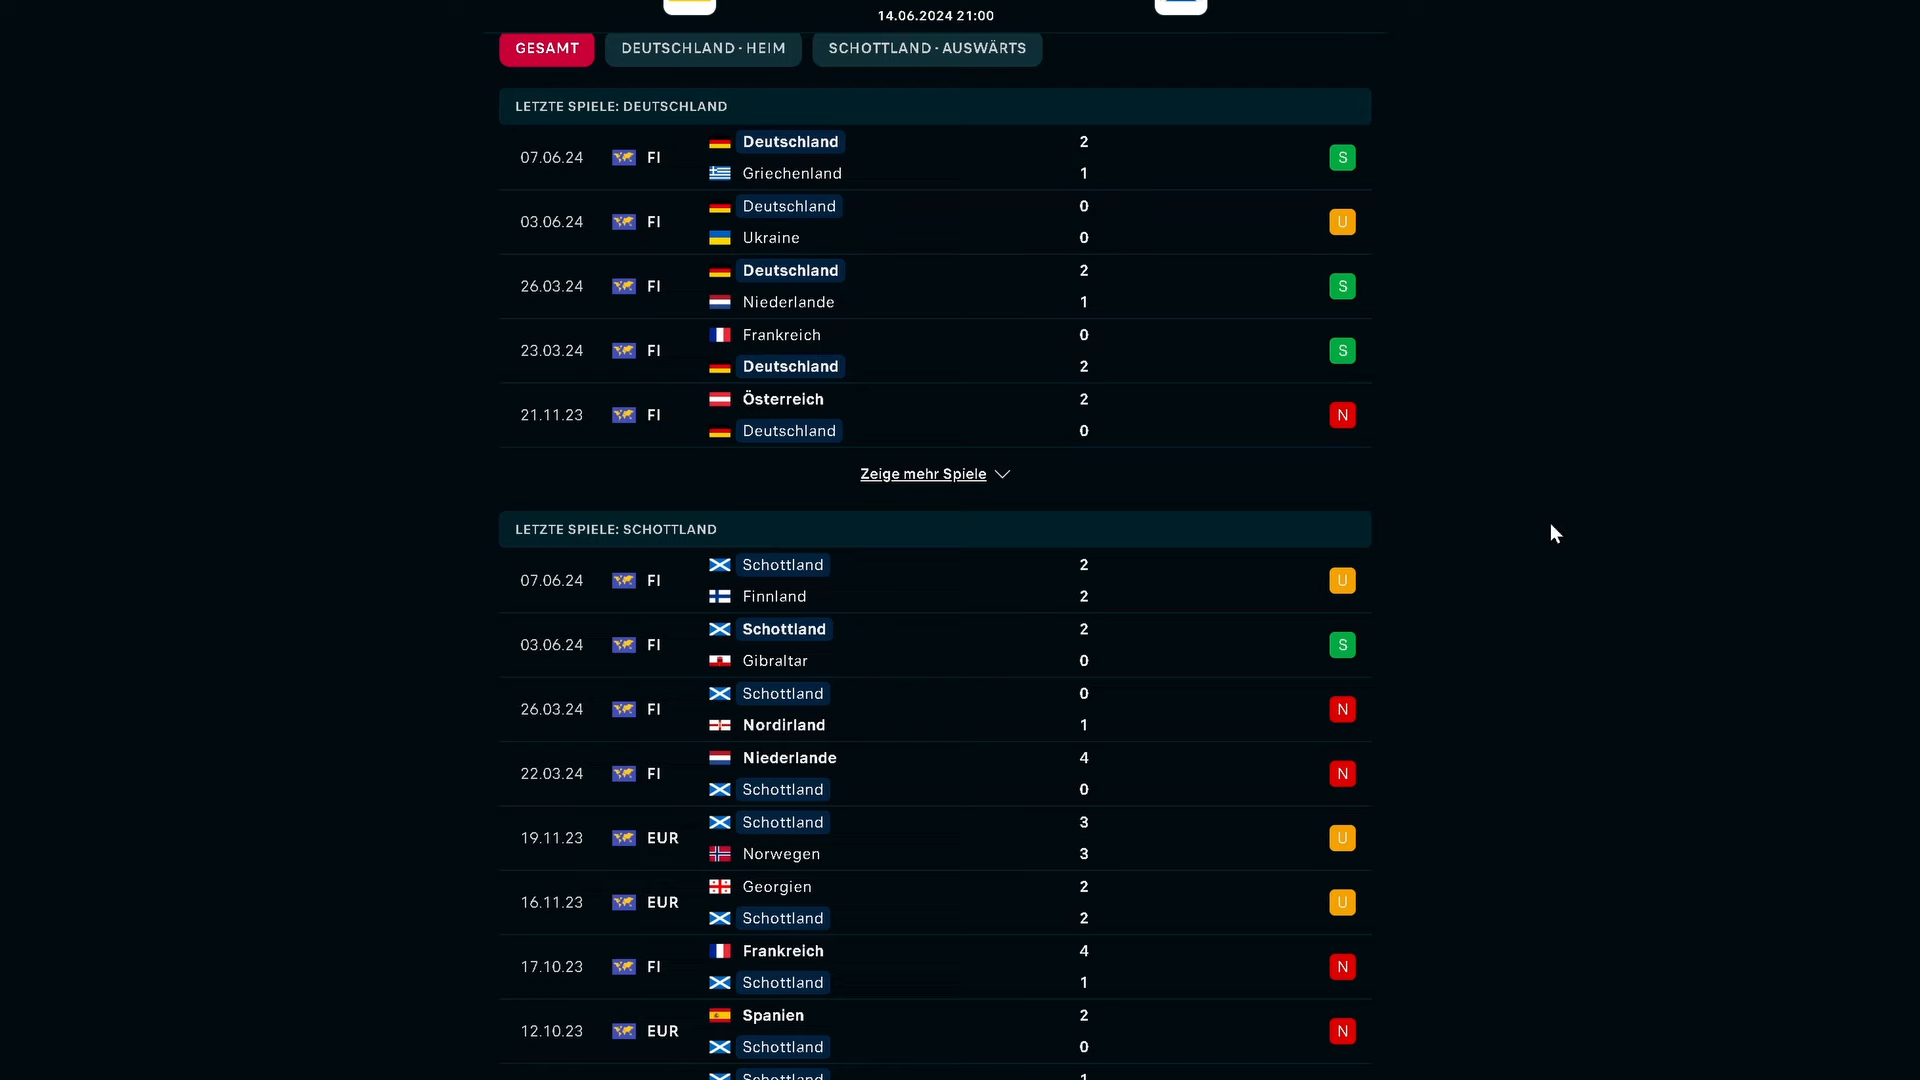 14.06.2024 21:00
GESAMT DEUTSCHLAND - HEIM SCHOTTLAND - AUSWÄRTS
LETZTE SPIELE: DEUTSCHLAND
07.06.24 FI Deutschland 2 S
Griechenland 1
03.06.24 FI Deutschland 0 U
Ukraine 0
26.03.24 FI Deutschland 2 S
Niederlande 1
23.03.24 FI Frankreich 0 S
Deutschland 2
21.11.23 FI Österreich 2 N
Deutschland 0
Zeige mehr Spiele
LETZTE SPIELE: SCHOTTLAND
07.06.24 FI Schottland 2 U
Finnland 2
03.06.24 FI Schottland 2 S
Gibraltar 0
26.03.24 FI Schottland 0 N
Nordirland 1
22.03.24 FI Niederlande 4 N
Schottland 0
19.11.23 EUR Schottland 3 U
Norwegen 3
16.11.23 EUR Georgien 2 U
Schottland 2
17.10.23 FI Frankreich 4 N
Schottland 1
12.10.23 EUR Spanien 2 N
Schottland 0
Schottland 1